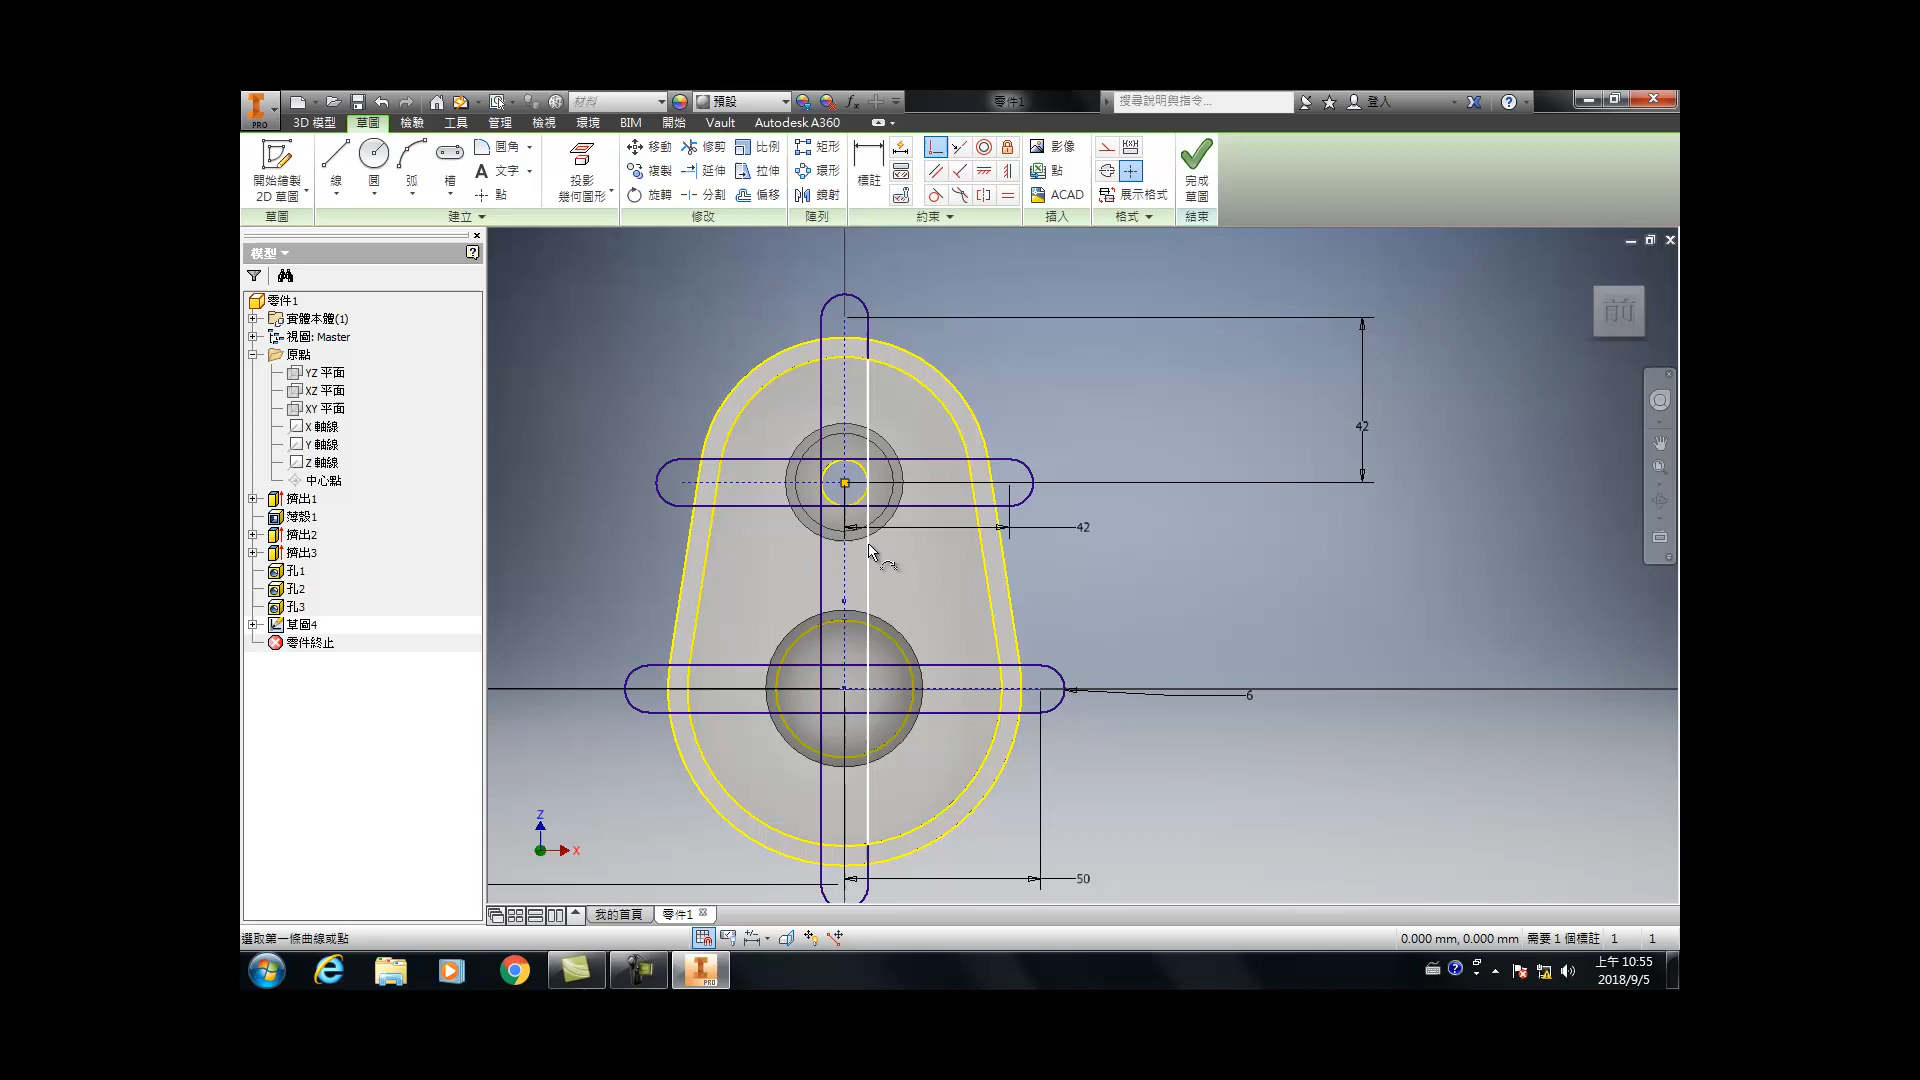 材料
預設
零件1
搜尋說明與指令...
登入
PRO
3D 模型
草圖
檢驗
工具
管理
檢視
環境
BIM
開始
Vault
Autodesk A360
開始繪製
2D 草圖
線
圓
弧
槽
圓角
文字
點
投影
幾何圖形
移動
修剪
比例
複製
延伸
拉伸
旋轉
分割
偏移
矩形
環形
鏡射
標註
影像
點
ACAD
展示格式
完成
草圖
草圖
建立
修改
陣列
約束
插入
格式
結束
模型
零件1
實體本體(1)
視圖: Master
原點
YZ 平面
XZ 平面
XY 平面
X 軸線
Y 軸線
Z 軸線
中心點
擠出1
薄殼1
擠出2
擠出3
孔1
孔2
孔3
草圖4
零件終止
前
42
42
6
50
Z
X
我的首頁
零件1
選取第一條曲線或點
0.000 mm, 0.000 mm
需要 1 個標註
1
1
PRO
上午 10:55
2018/9/5